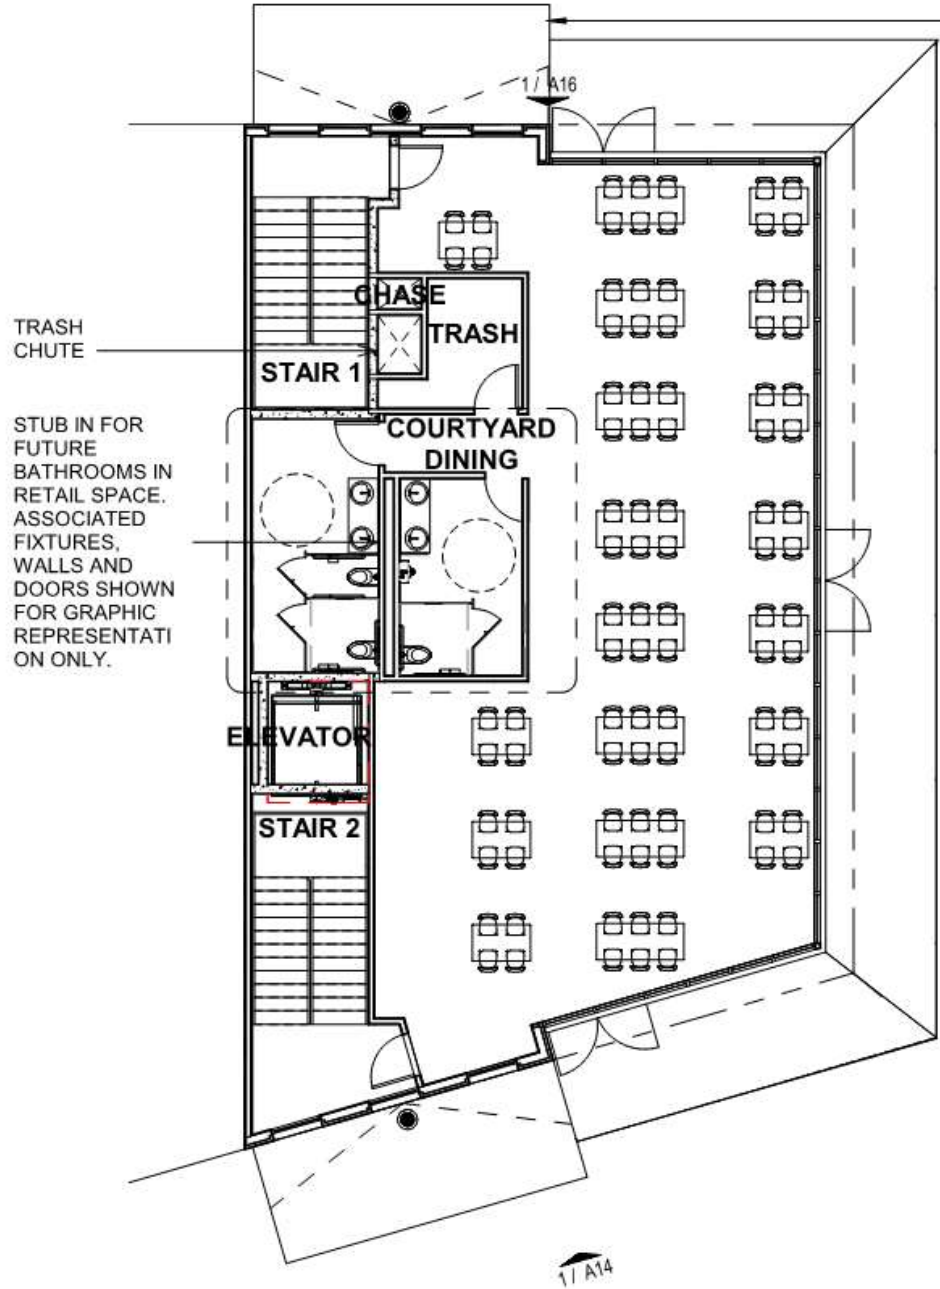 1 / A16
CHASE
TRASH
TRASH
CHUTE
STAIR 1
COURTYARD
DINING
STUB IN FOR
FUTURE
BATHROOMS IN
RETAIL SPACE.
ASSOCIATED
FIXTURES,
WALLS AND
DOORS SHOWN
FOR GRAPHIC
REPRESENTATI
ON ONLY.
ELEVATOR
STAIR 2
1 / A14